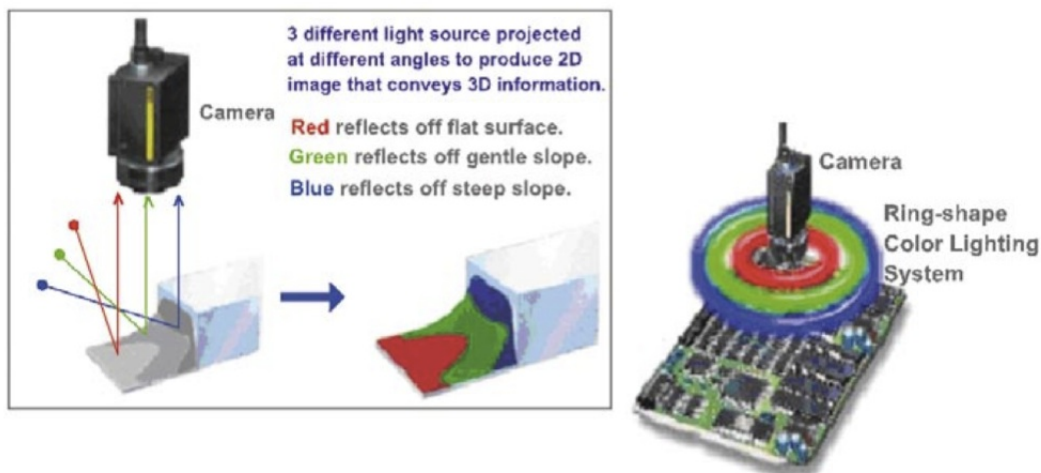 3 different light source projected
at different angles to produce 2D
image that conveys 3D information.
Camera
Red reflects off flat surface.
Green reflects off gentle slope.
Blue reflects off steep slope.
Camera
Ring-shape
Color Lighting
System